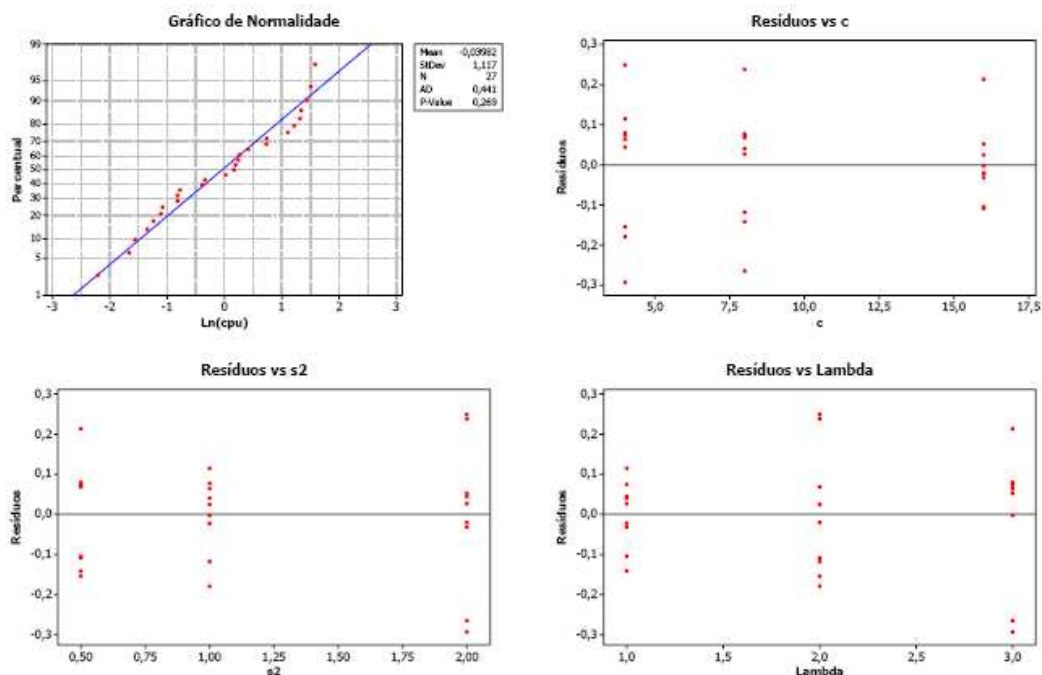 Gráfico de Normalidade
Mean -0,03982
StDev 1,117
N 27
AD 0,441
P-Value 0,269
99
95
90
80
70
60
50
40
30
20
10
5
1
Percentual
-3 -2 -1 0 1 2 3
Ln(cpu)
Resíduos vs c
0,3
0,2
0,1
0,0
-0,1
-0,2
-0,3
Resíduos
5,0 7,5 10,0 12,5 15,0 17,5
c
Resíduos vs s2
0,3
0,2
0,1
0,0
-0,1
-0,2
-0,3
Resíduos
0,50 0,75 1,00 1,25 1,50 1,75 2,00
s2
Resíduos vs Lambda
0,3
0,2
0,1
0,0
-0,1
-0,2
-0,3
Resíduos
1,0 1,5 2,0 2,5 3,0
Lambda